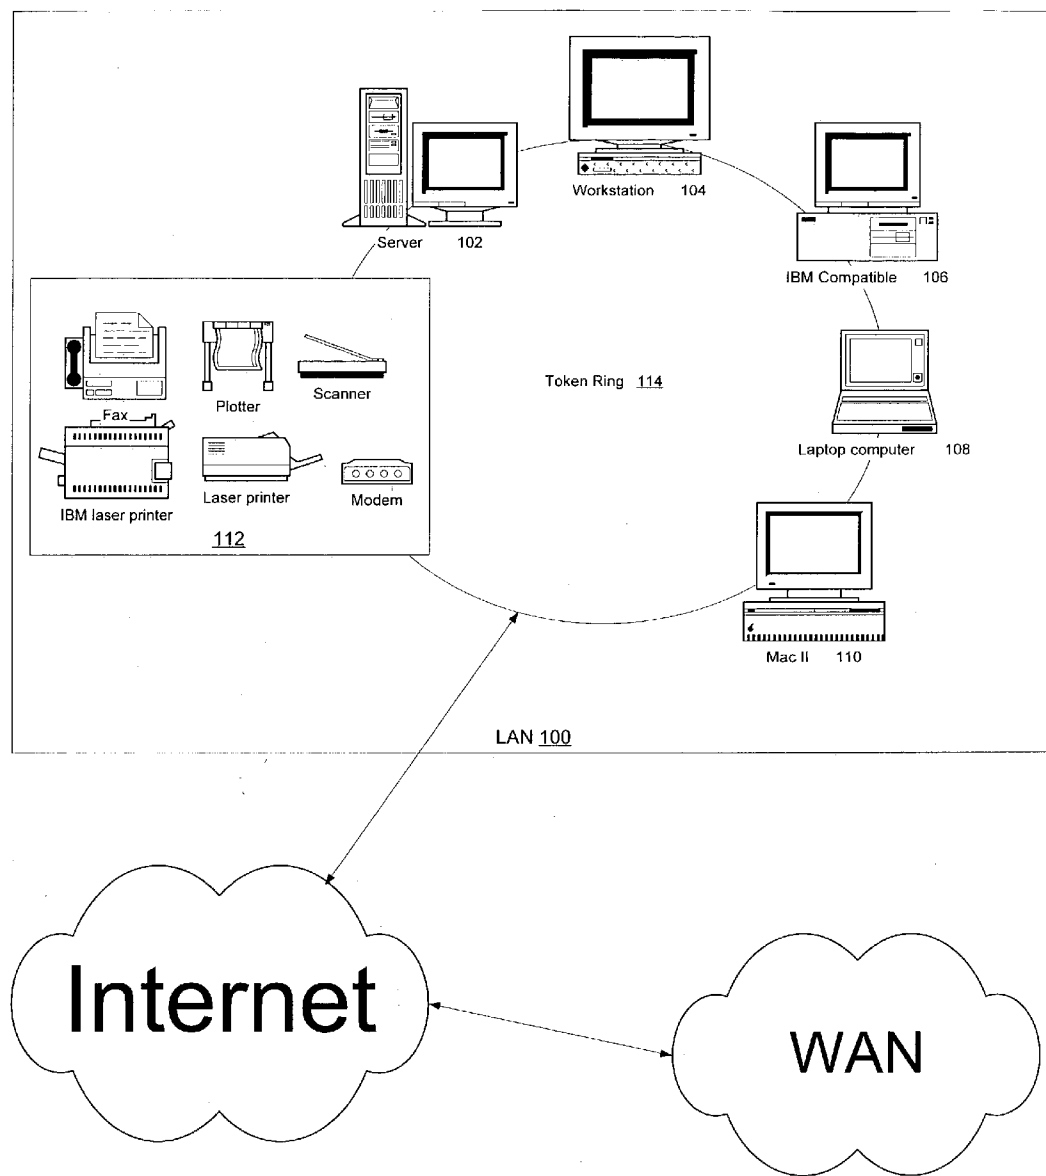 Workstation 104
Server 102
IBM Compatible 106
Token Ring 114
Plotter
Scanner
Fax
Laptop computer 108
Laser printer
Modem
IBM laser printer
112
Mac II 110
LAN 100
Internet
WAN